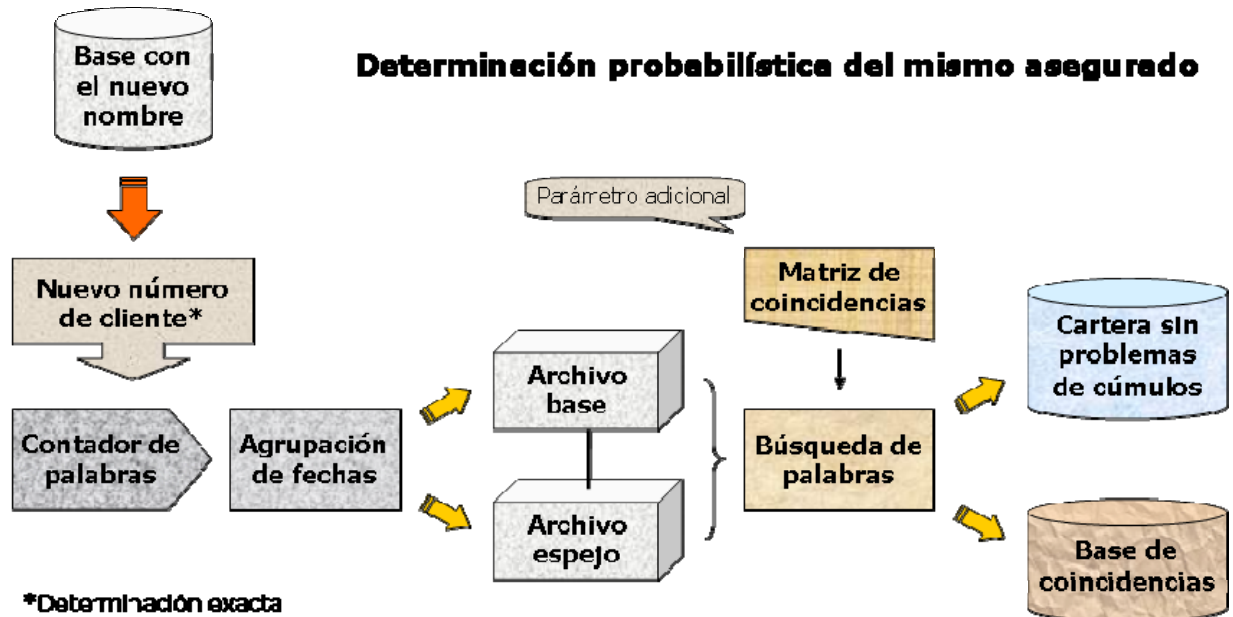 Base con
el nuevo
nombre
Determinación probabilística del mismo asegurado
Parámetro adicional
Nuevo número
de cliente*
Matriz de
coincidencias
Cartera sin
problemas
de cúmulos
Archivo
base
Contador de
palabras
Agrupación
de fechas
Búsqueda de
palabras
Archivo
espejo
Base de
coincidencias
*Determinación exacta